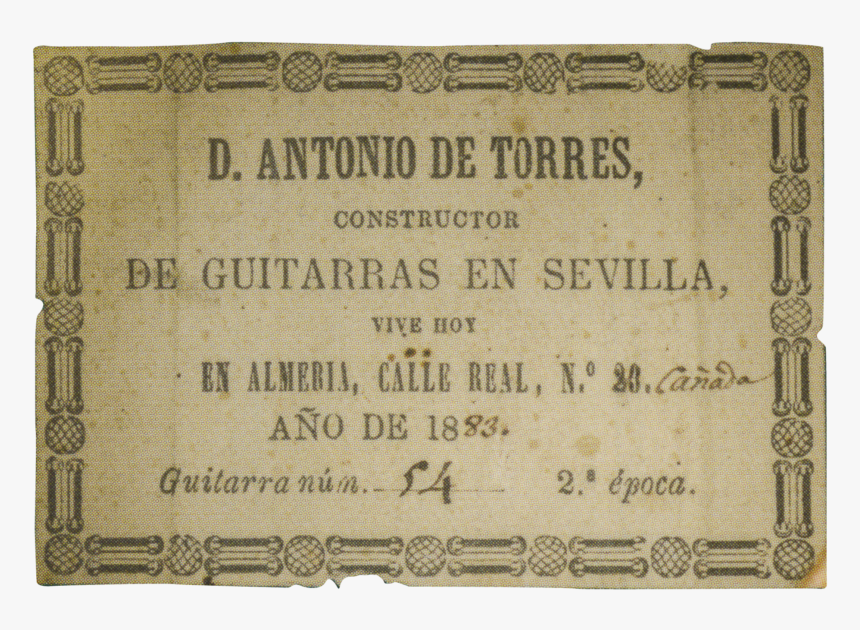 D. ANTONIO DE TORRES,
CONSTRUCTOR
DE GUITARRAS EN SEVILLA,
VIVE HOY
EN ALMERIA, CALLE REAL, N.º 20. Cañada
AÑO DE 1883.
Guitarra núm. 54 2.ª época.